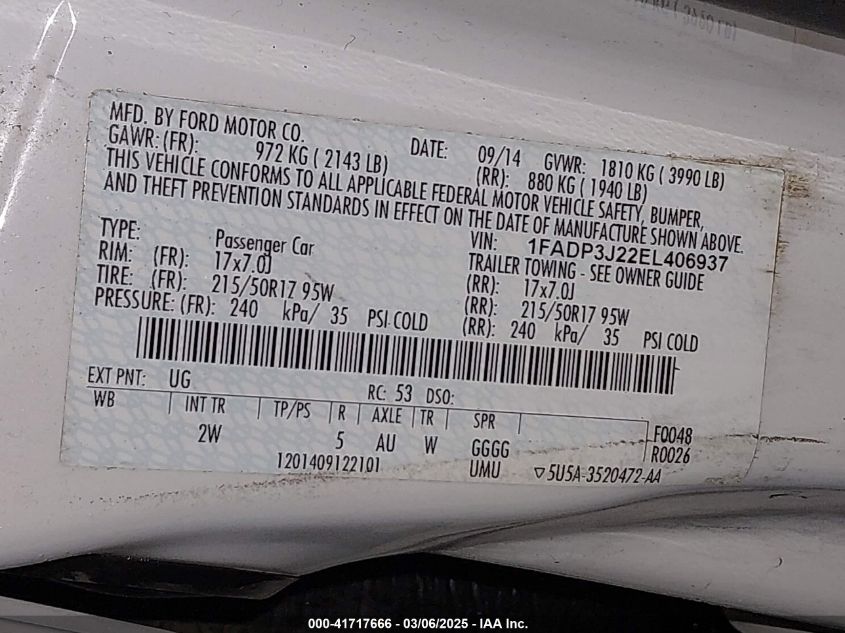 MFD. BY FORD MOTOR CO.
DATE: 09/14 GVWR: 1810 KG ( 3990 LB)
GAWR: (FR): 972 KG ( 2143 LB) (RR): 880 KG ( 1940 LB)
THIS VEHICLE CONFORMS TO ALL APPLICABLE FEDERAL MOTOR VEHICLE SAFETY, BUMPER,
AND THEFT PREVENTION STANDARDS IN EFFECT ON THE DATE OF MANUFACTURE SHOWN ABOVE.
VIN: 1FADP3J22EL406937
TYPE: Passenger Car TRAILER TOWING - SEE OWNER GUIDE
RIM: (FR): 17x7.0J (RR): 17x7.0J
TIRE: (FR): 215/50R17 95W (RR): 215/50R17 95W
PRESSURE: (FR): 240 kPa/ 35 PSI COLD (RR): 240 kPa/ 35 PSI COLD
EXT PNT: UG RC: 53 DSO:
WB INT TR TP/PS R AXLE TR SPR F0048
2W 5 AU W GGGG R0026
1201409122101 UMU ▽5U5A-3520472-AA
000-41717666 - 03/06/2025 - IAAI.com Inc.